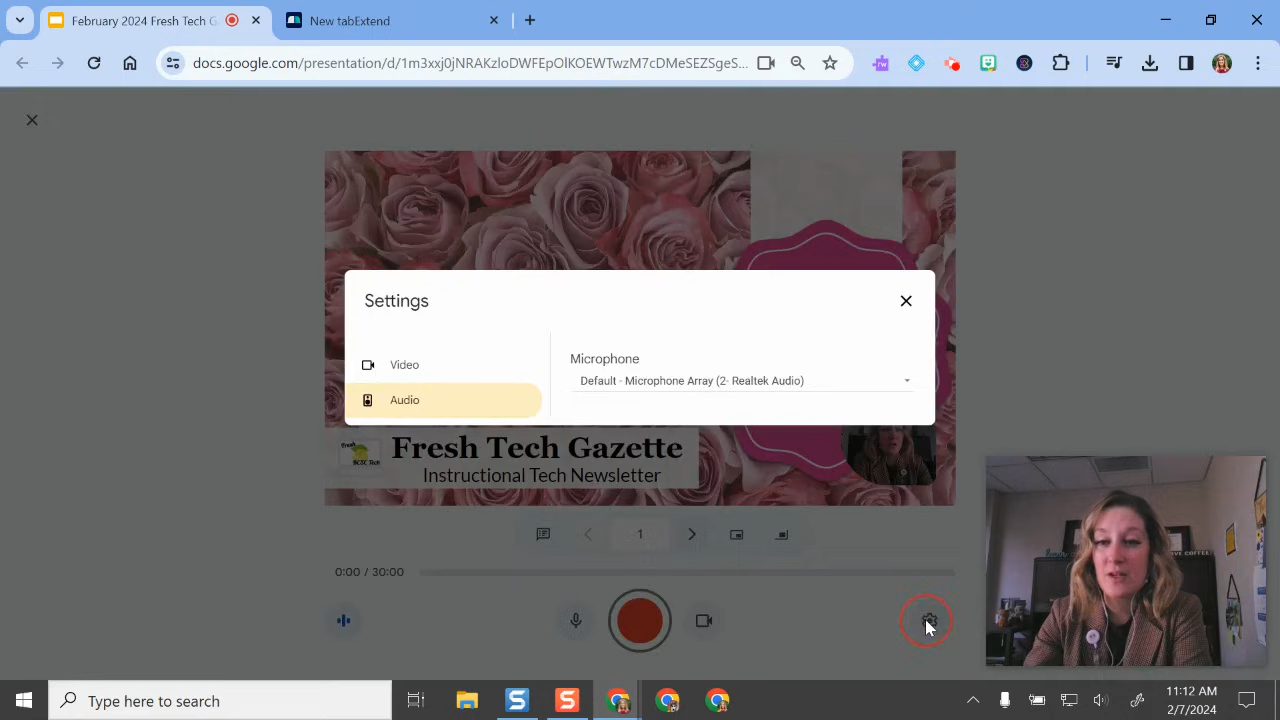 February 2024 Fresh Tech G
New tabExtend
docs.google.com/presentation/d/1m3xxj0jNRAKzloDWFEpOlKOEWTwzM7cDMeSEZSgeS...
Settings
Video
Audio
Microphone
Default - Microphone Array (2- Realtek Audio)
Fresh Tech Gazette
Instructional Tech Newsletter
1
0:00 / 30:00
Type here to search
11:12 AM
2/7/2024